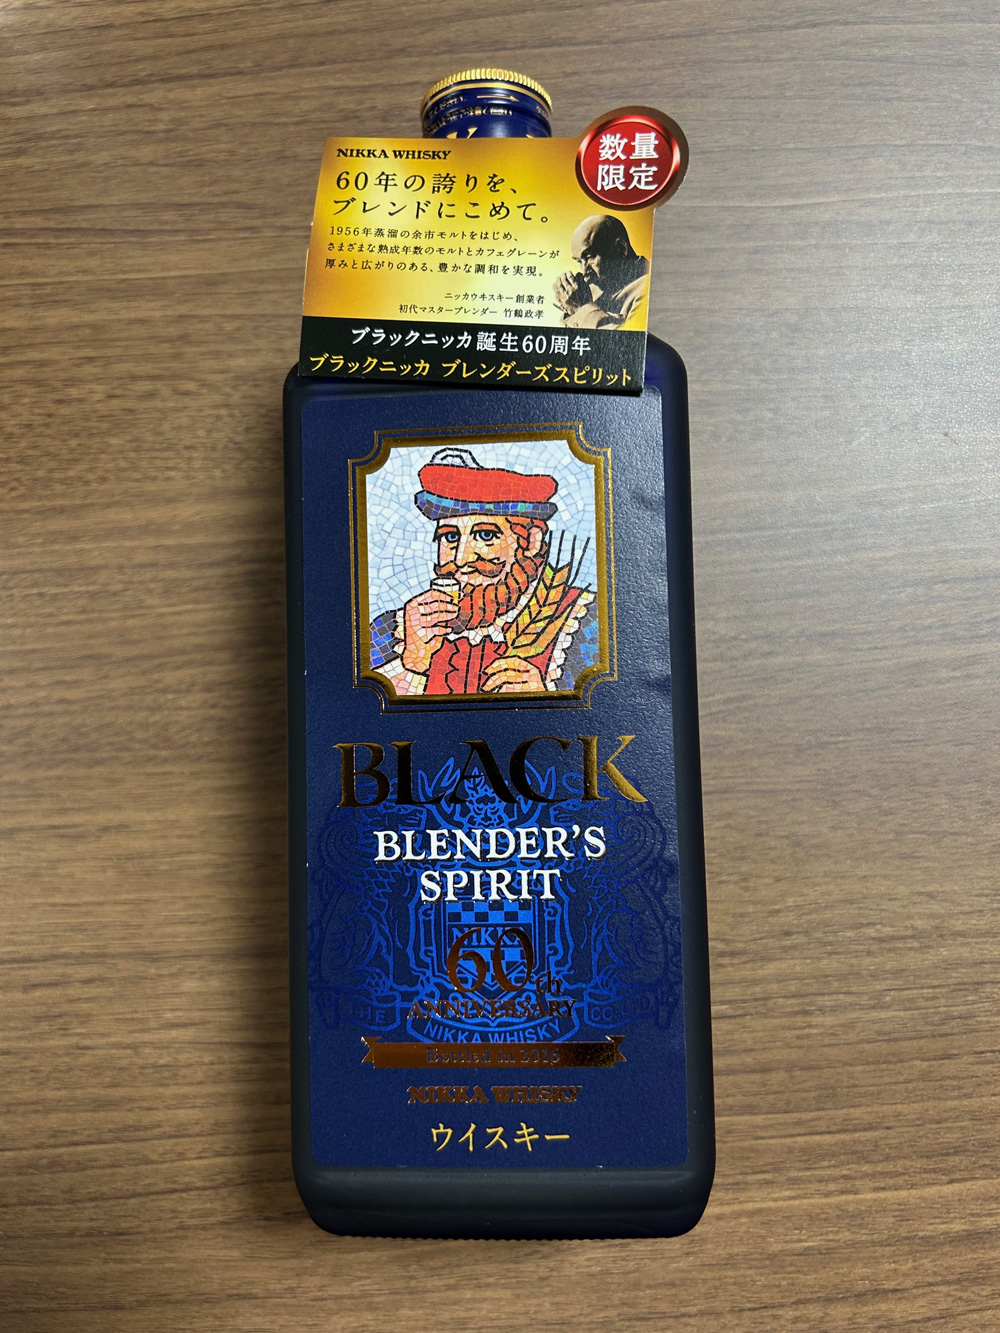 NIKKA WHISKY
数量
限定
60年の誇りを、
ブレンドにこめて。
1956年蒸溜の余市モルトをはじめ、
さまざまな熟成年数のモルトとカフェグレーンが
厚みと広がりのある、豊かな調和を実現。
ニッカウヰスキー創業者
初代マスターブレンダー 竹鶴政孝
ブラックニッカ誕生60周年
ブラックニッカ ブレンダーズスピリット
BLACK
BLENDER'S
SPIRIT
NIKKA
60th
ANNIVERSARY
THE
NIKKA WHISKY
Bottled in 2016
NIKKA WHISKY
ウイスキー